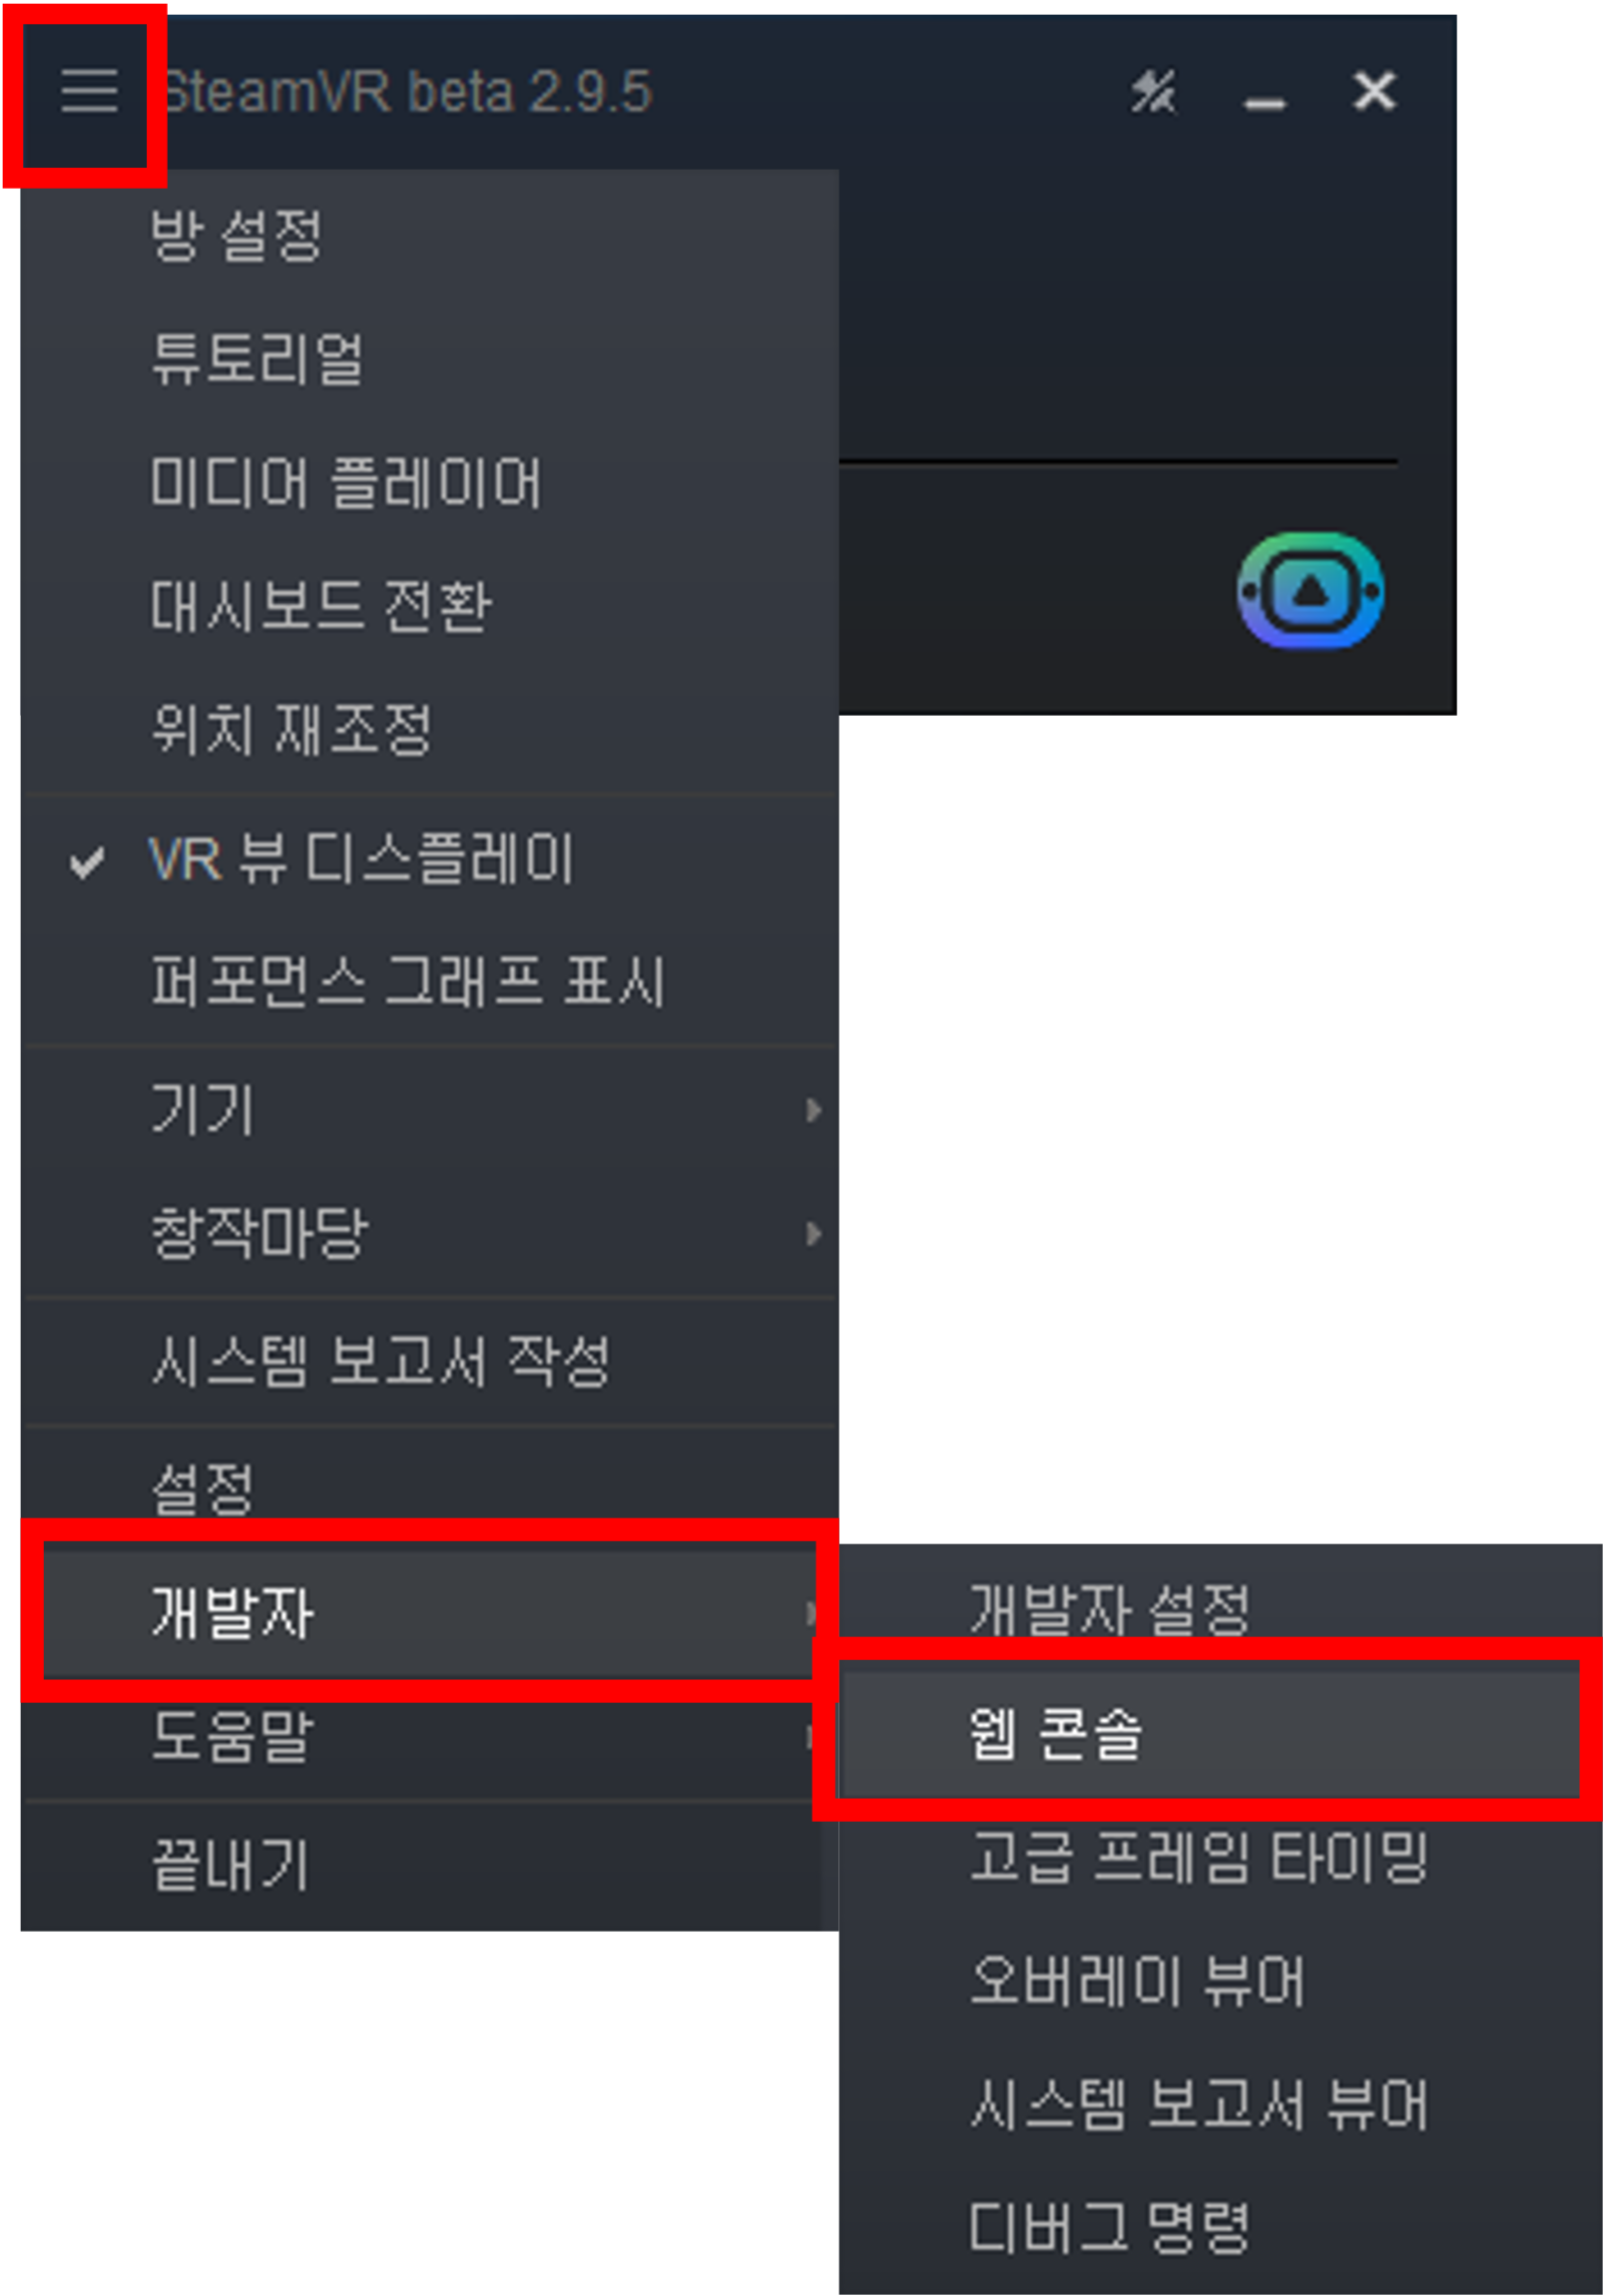 SteamVR beta 2.9.5
방 설정
튜토리얼
미디어 플레이어
대시보드 전환
위치 재조정
VR 뷰 디스플레이
퍼포먼스 그래프 표시
기기
창작마당
시스템 보고서 작성
설정
개발자
도움말
끝내기
개발자 설정
웹 콘솔
고급 프레임 타이밍
오버레이 뷰어
시스템 보고서 뷰어
디버그 명령